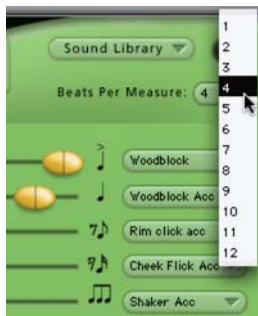 Sound Library
Beats Per Measure: 4
1
2
3
4
5
6
7
8
9
10
11
12
Woodblock
Woodblock Acc
Rim click acc
Cheek Flick Acc
Shaker Acc